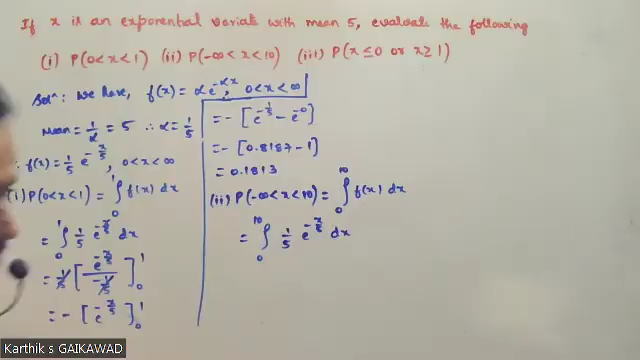 If x is an exponential variate with mean 5, evaluate the following
(i) P(0<x<1) (ii) P(-∞<x<10) (iii) P(x≤0 or x≥1)
Solⁿ: We have, f(x) = αe^{-αx}, 0<x<∞
Mean = 1/α = 5 ∴ α = 1/5
∴ f(x) = 1/5 e^{-x/5}, 0<x<∞
(i) P(0<x<1) = ∫₀¹ f(x) dx
= ∫₀¹ 1/5 e^{-x/5} dx
= 1/5 [e^{-x/5} / -1/5]₀¹
= -[e^{-x/5}]₀¹
= -[e^{-1/5} - e^{-0}]
= -[0.8187 - 1]
= 0.1813
(ii) P(-∞<x<10) = ∫₀¹⁰ f(x) dx
= ∫₀¹⁰ 1/5 e^{-x/5} dx
Karthik s GAIKAWAD